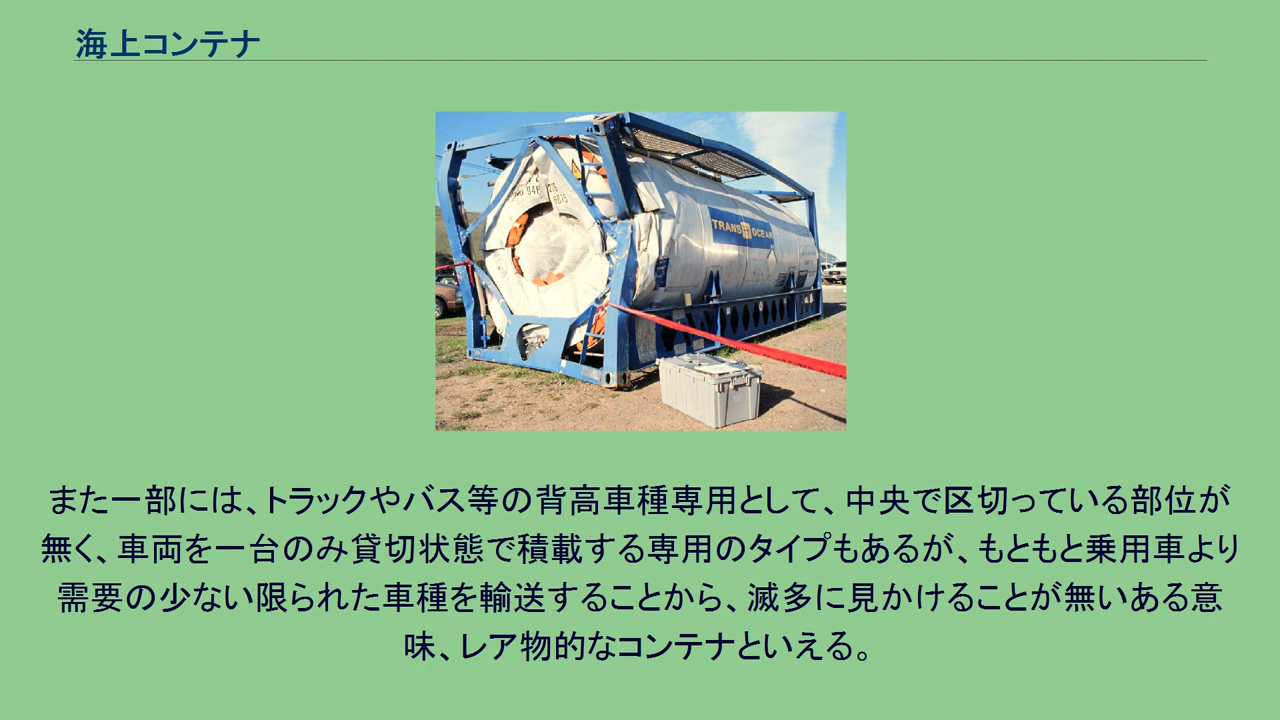 海上コンテナ
TRANS OCEAN
また一部には、トラックやバス等の背高車種専用として、中央で区切っている部位が
無く、車両を一台のみ貸切状態で積載する専用のタイプもあるが、もともと乗用車より
需要の少ない限られた車種を輸送することから、滅多に見かけることが無いある意
味、レア物的なコンテナといえる。